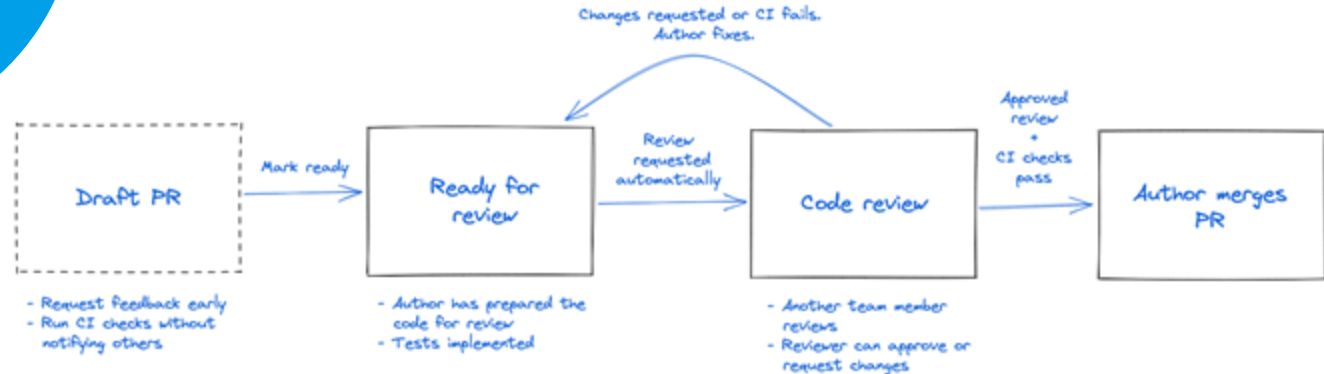 Changes requested or CI fails.
Author fixes.
Draft PR
Mark ready
Ready for
review
Review
requested
automatically
Code review
Approved
review
+
CI checks
pass
Author merges
PR
- Request feedback early
- Run CI checks without
notifying others
- Author has prepared the
code for review
- Tests implemented
- Another team member
reviews
- Reviewer can approve or
request changes